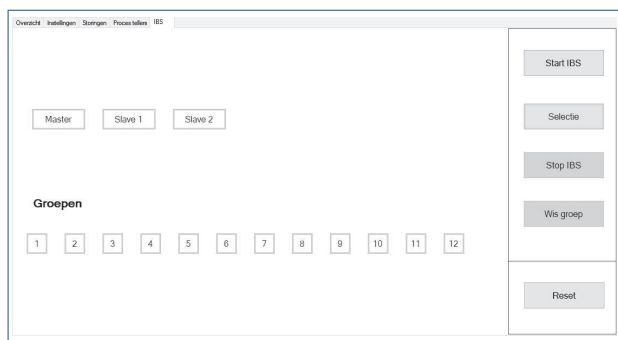 Overzicht Instellingen Storingen Proces tellers IBS
Start IBS
Master Slave 1 Slave 2 Selectie
Stop IBS
Groepen Wis groep
1 2 3 4 5 6 7 8 9 10 11 12
Reset